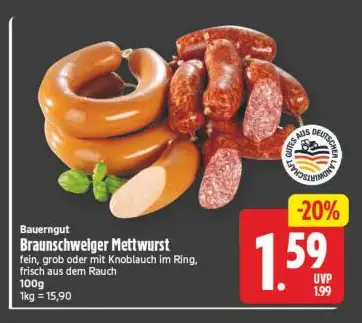 GUTES AUS DEUTSCHER LANDWIRTSCHAFT
-20%
Bauerngut
Braunschweiger Mettwurst
fein, grob oder mit Knoblauch im Ring,
frisch aus dem Rauch
100g
1kg = 15,90
1.59
UVP
1.99